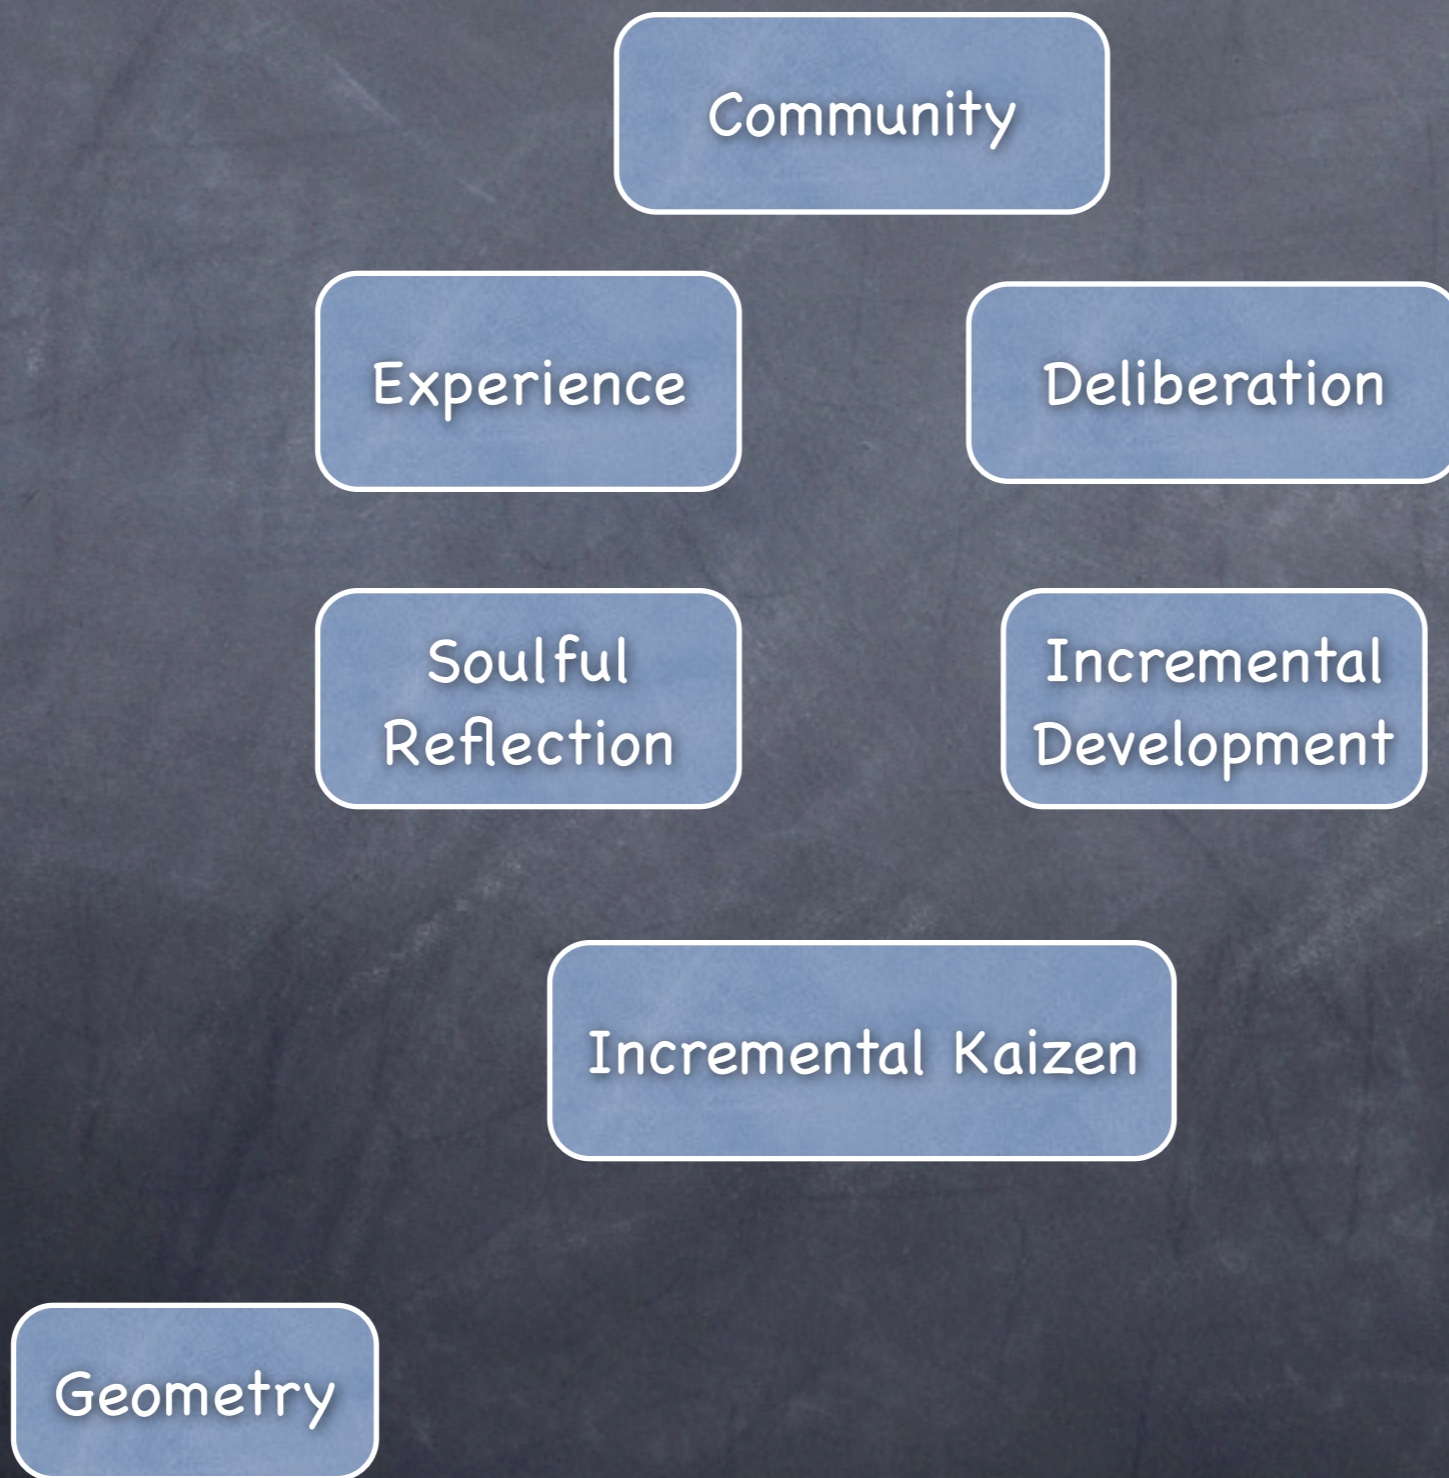 Community
Experience
Deliberation
Soulful
Reflection
Incremental
Development
Incremental Kaizen
Geometry